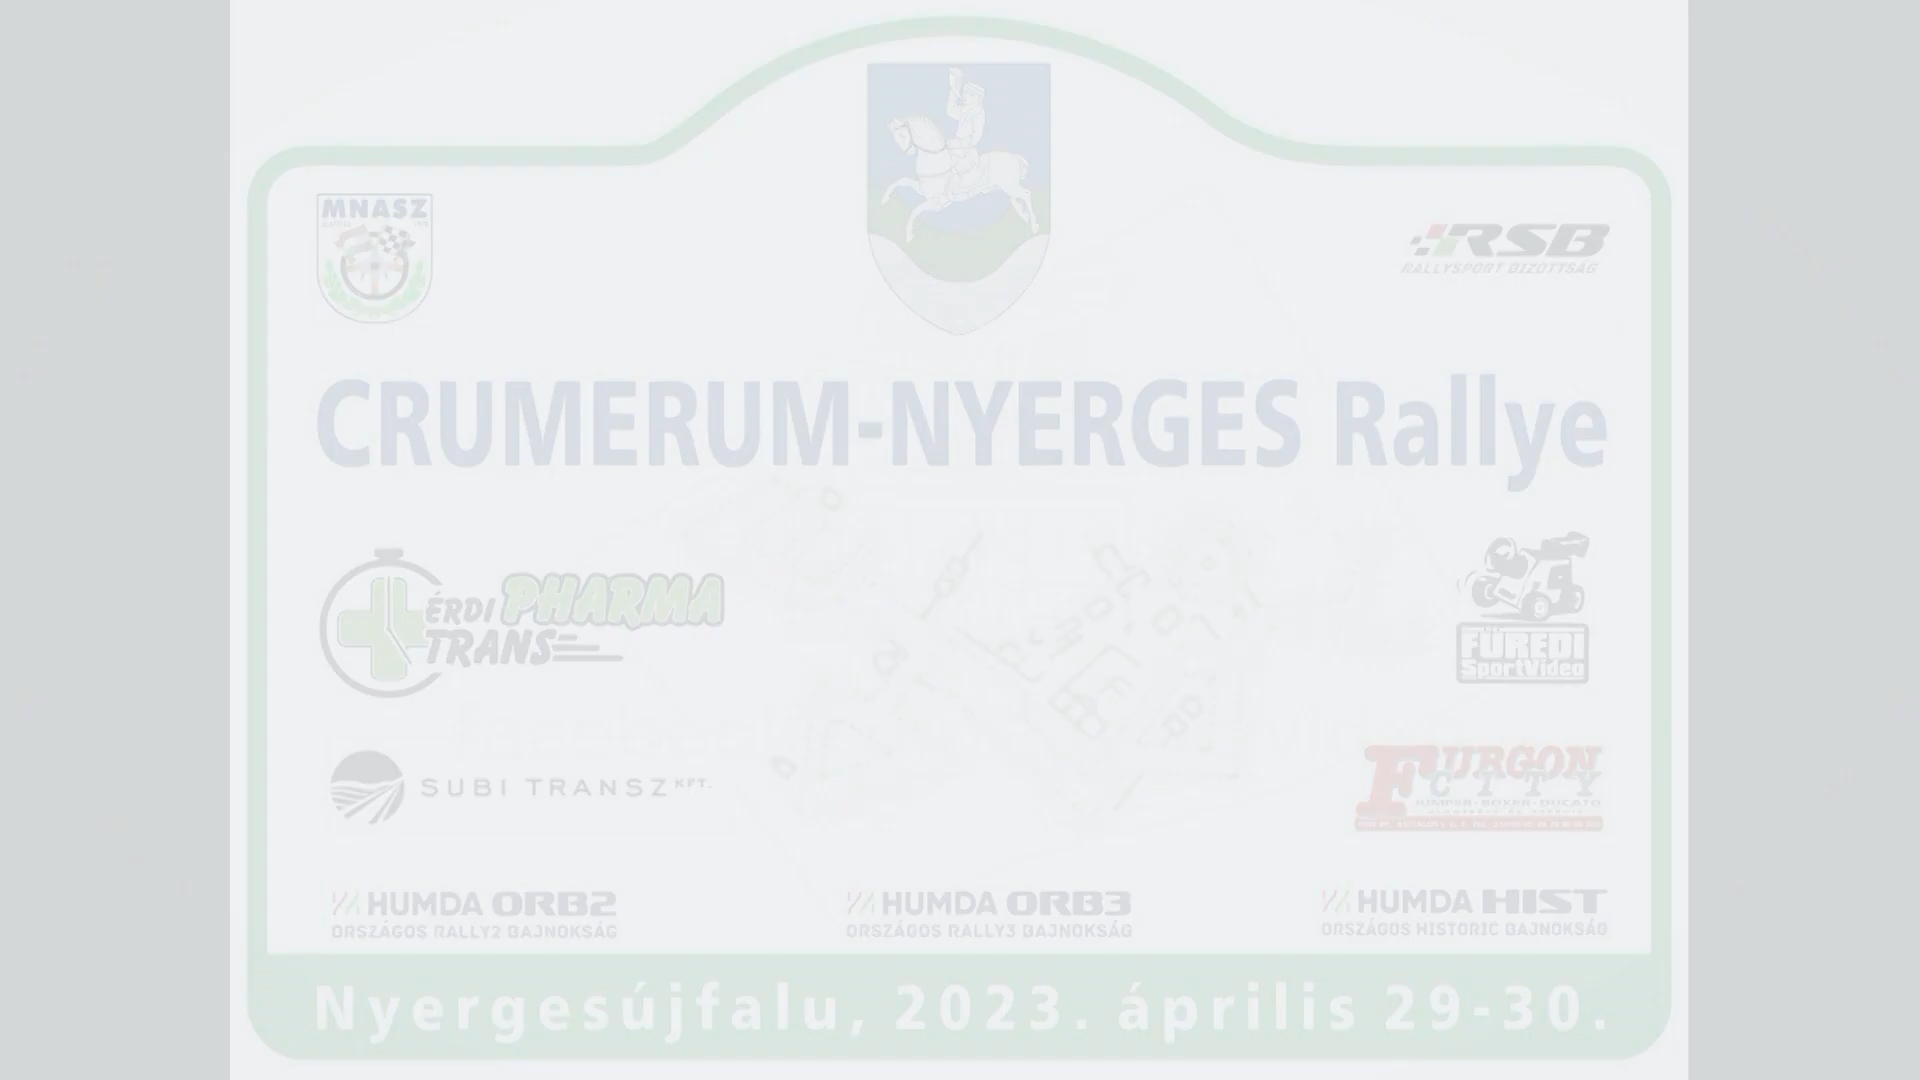 MNASZ
RSB
RALLYSPORT BIZOTTSÁG
CRUMERUM-NYERGES Rallye
ÉRDI PHARMA
TRANS
FÜREDI
SportVideo
SUBI TRANSZ KFT.
FURGON
CITY
JUMPER-BOXER-DUCATO
HUMDA ORB2
ORSZÁGOS RALLY2 BAJNOKSÁG
HUMDA ORB3
ORSZÁGOS RALLY3 BAJNOKSÁG
HUMDA HIST
ORSZÁGOS HISTORIC BAJNOKSÁG
Nyergesújfalu, 2023. április 29-30.